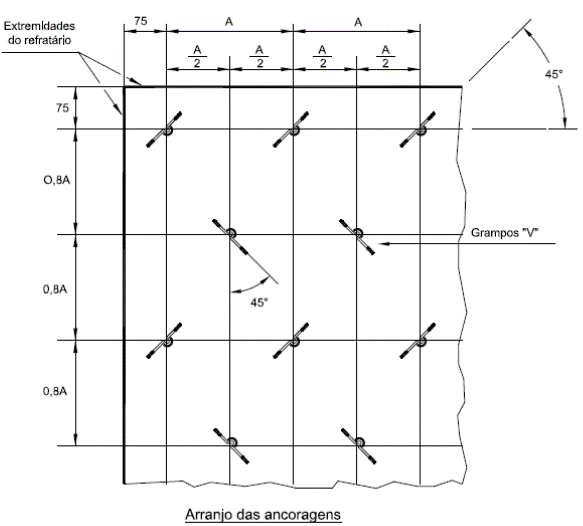 75
A
A
Extremidades
do refratário
A
2
A
2
A
2
A
2
45°
75
O,8A
Grampos "V"
45°
0,8A
0,8A
Arranjo das ancoragens